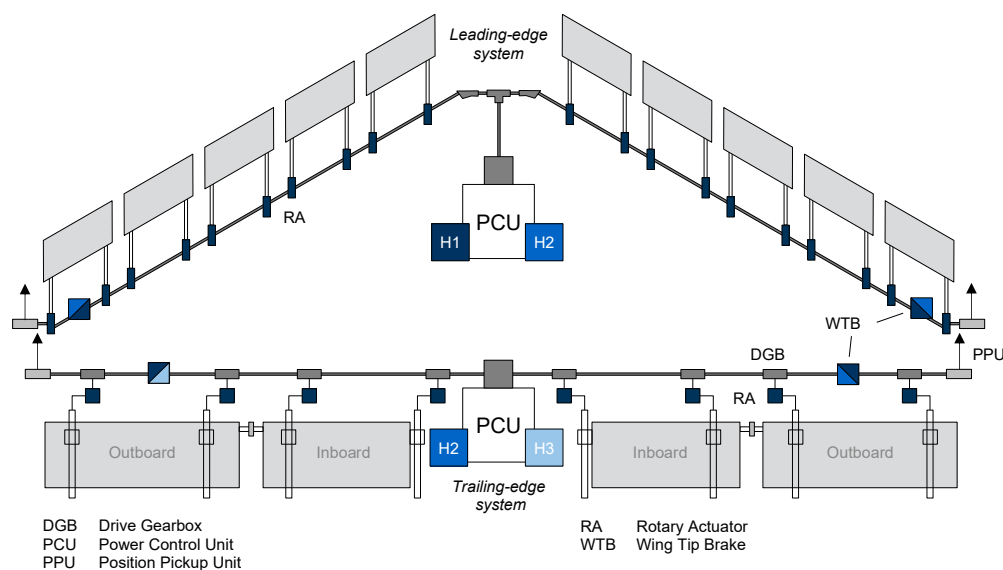 Leading-edge
system
RA
PCU
H1
H2
WTB
DGB
PPU
RA
PCU
Outboard
Inboard
H2
H3
Inboard
Outboard
Trailing-edge
system
DGB Drive Gearbox
PCU Power Control Unit
PPU Position Pickup Unit
RA Rotary Actuator
WTB Wing Tip Brake